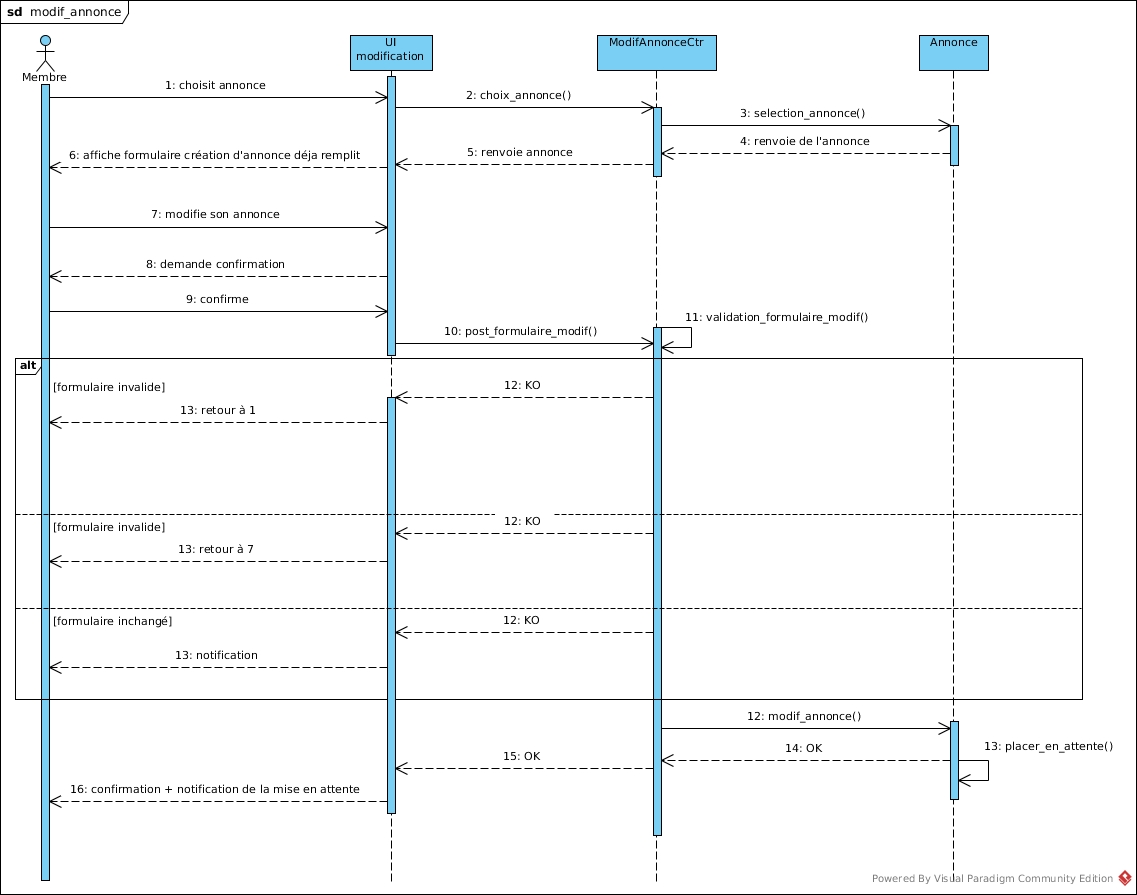 sd modif_annonce
UI
modification
ModifAnnonceCtr
Annonce
Membre
1: choisit annonce
2: choix_annonce()
3: selection_annonce()
4: renvoie de l'annonce
5: renvoie annonce
6: affiche formulaire création d'annonce déja remplit
7: modifie son annonce
8: demande confirmation
9: confirme
10: post_formulaire_modif()
11: validation_formulaire_modif()
alt
[formulaire invalide]
12: KO
13: retour à 1
[formulaire invalide]
12: KO
13: retour à 7
[formulaire inchangé]
12: KO
13: notification
12: modif_annonce()
13: placer_en_attente()
14: OK
15: OK
16: confirmation + notification de la mise en attente
Powered By Visual Paradigm Community Edition